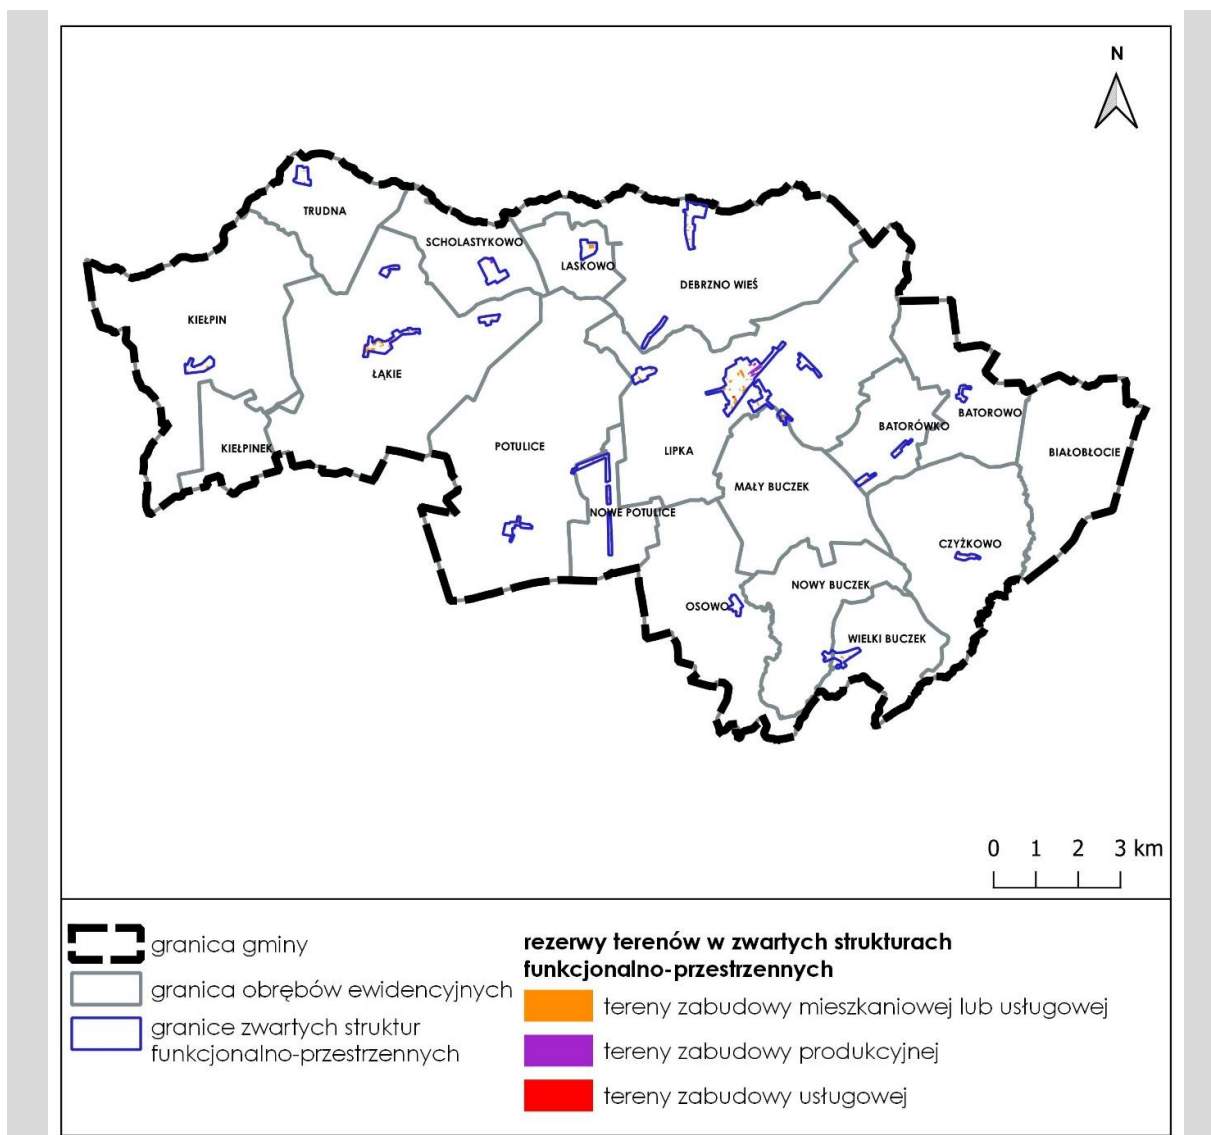 N
TRUDNA
SCHOLASTYKOWO
LASKOWO
DEBRZNO WIEŚ
KIEŁPIN
ŁĄKIE
BATOROWO
BATORÓWKO
KIEŁPINEK
POTULICE
LIPKA
BIAŁOBŁOCIE
MAŁY BUCZEK
NOWE POTULICE
CZYŻKOWO
NOWY BUCZEK
OSOWO
WIELKI BUCZEK
0 1 2 3 km
granica gminy
granica obrębów ewidencyjnych
granice zwartych struktur
funkcjonalno-przestrzennych
rezerwy terenów w zwartych strukturach
funkcjonalno-przestrzennych
tereny zabudowy mieszkaniowej lub usługowej
tereny zabudowy produkcyjnej
tereny zabudowy usługowej